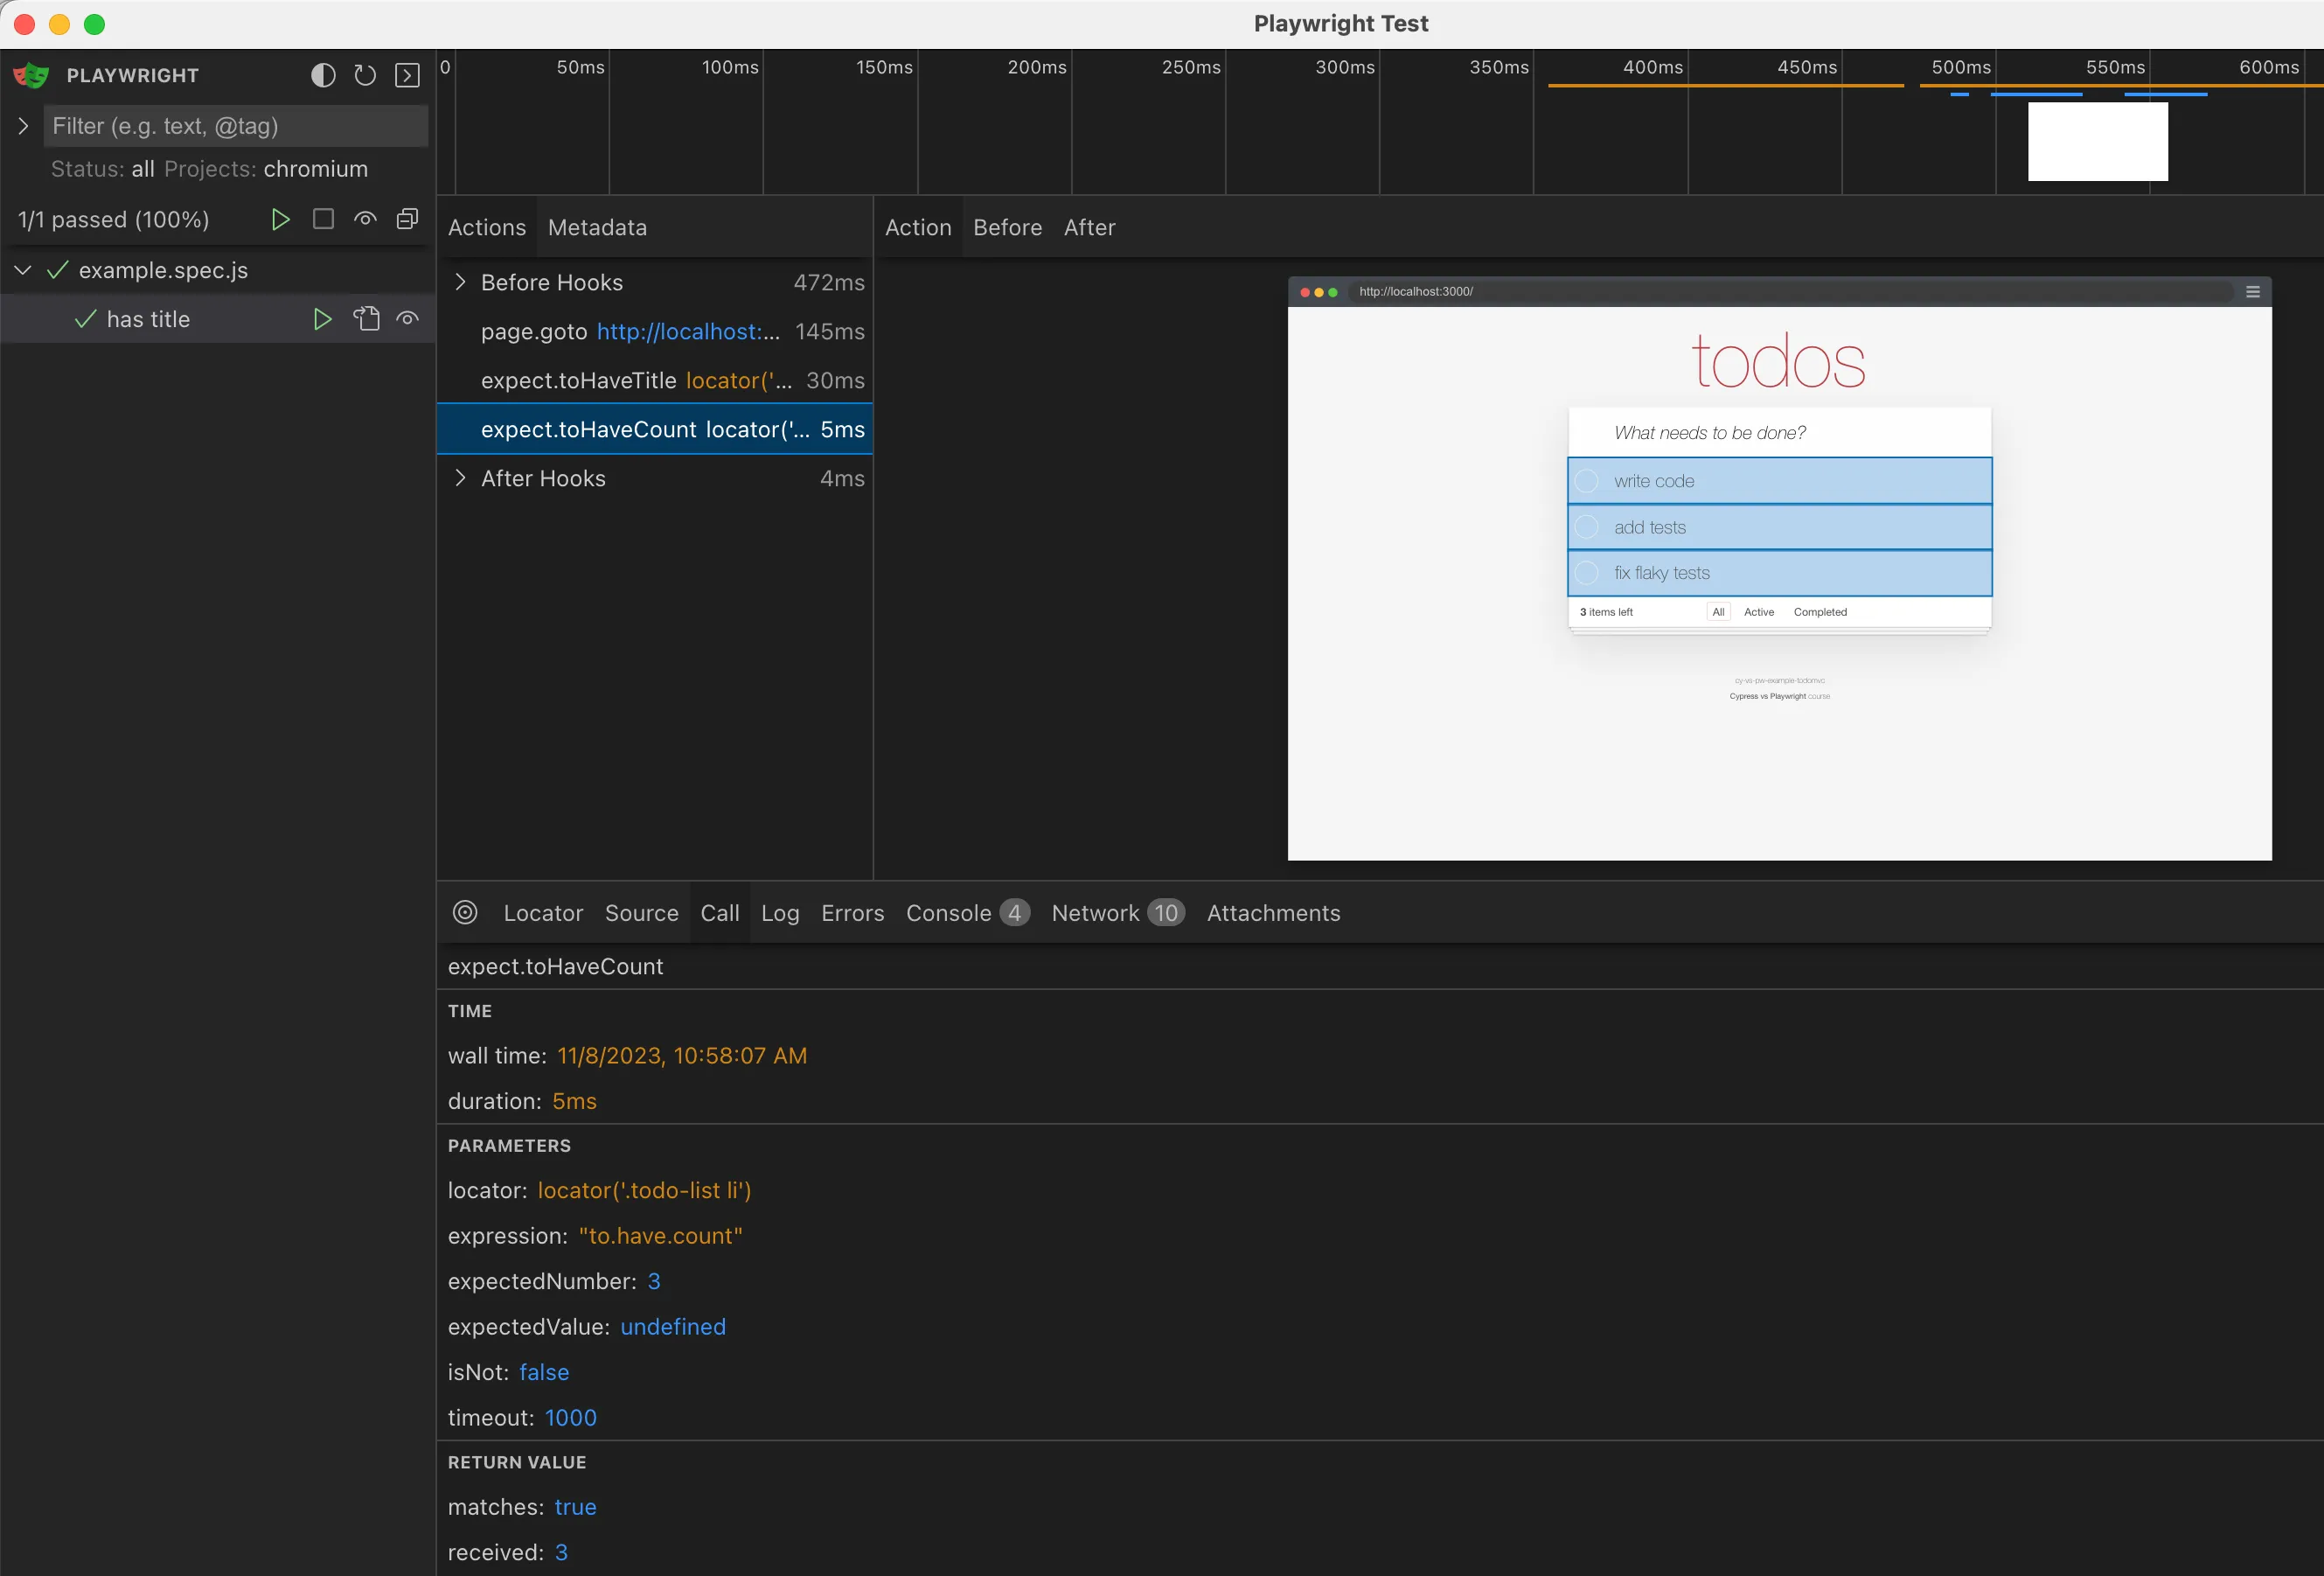 Playwright Test
PLAYWRIGHT
Filter (e.g. text, @tag)
Status: all Projects: chromium
1/1 passed (100%)
example.spec.js
has title
0 50ms 100ms 150ms 200ms 250ms 300ms 350ms 400ms 450ms 500ms 550ms 600ms
Actions Metadata
Before Hooks 472ms
page.goto http://localhost:... 145ms
expect.toHaveTitle locator('... 30ms
expect.toHaveCount locator('... 5ms
After Hooks 4ms
Action Before After
http://localhost:3000/
todos
What needs to be done?
write code
add tests
fix flaky tests
3 items left All Active Completed
cy-vs-pw-example-todomvc
Cypress vs Playwright course
Locator Source Call Log Errors Console 4 Network 10 Attachments
expect.toHaveCount
TIME
wall time: 11/8/2023, 10:58:07 AM
duration: 5ms
PARAMETERS
locator: locator('.todo-list li')
expression: "to.have.count"
expectedNumber: 3
expectedValue: undefined
isNot: false
timeout: 1000
RETURN VALUE
matches: true
received: 3